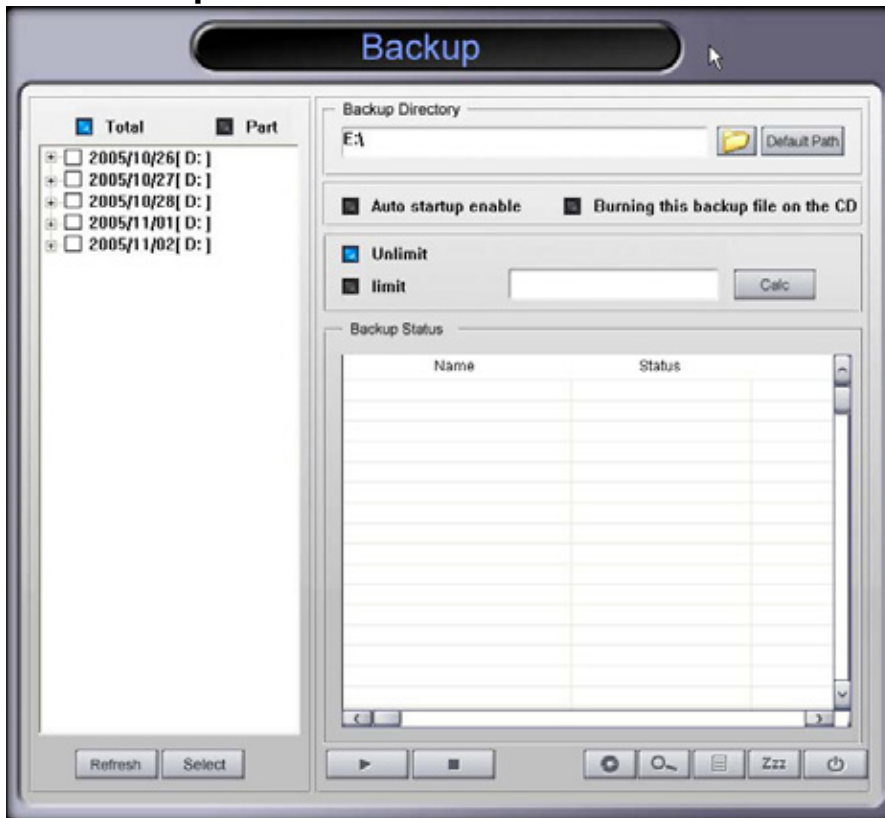 Backup
Total Part
2005/10/26[ D: ]
2005/10/27[ D: ]
2005/10/28[ D: ]
2005/11/01[ D: ]
2005/11/02[ D: ]
Refresh Select
Backup Directory
E:\ Default Path
Auto startup enable Burning this backup file on the CD
Unlimit
limit Calc
Backup Status
Name Status
Zzz